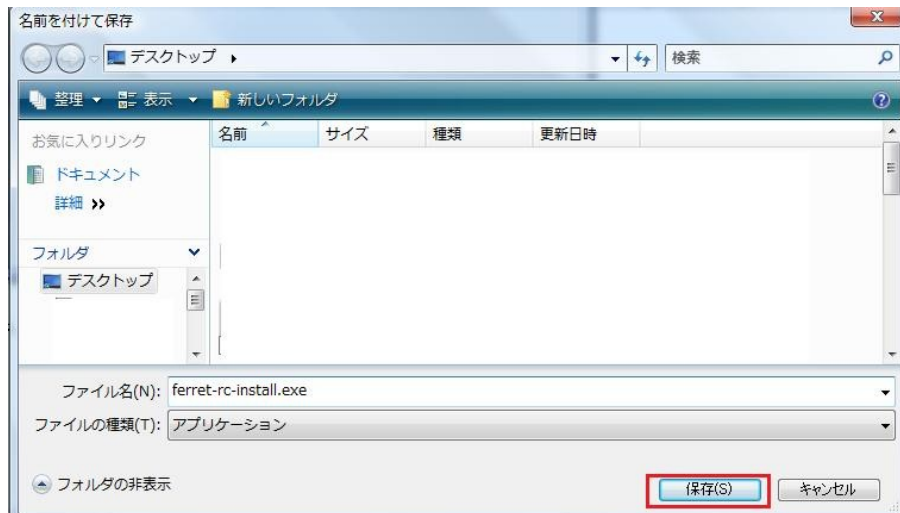 名前を付けて保存
デスクトップ
検索
整理 表示 新しいフォルダ
お気に入りリンク
ドキュメント
詳細 >>
フォルダ
デスクトップ
名前 サイズ 種類 更新日時
ファイル名(N): ferret-rc-install.exe
ファイルの種類(T): アプリケーション
フォルダの非表示
保存(S) キャンセル